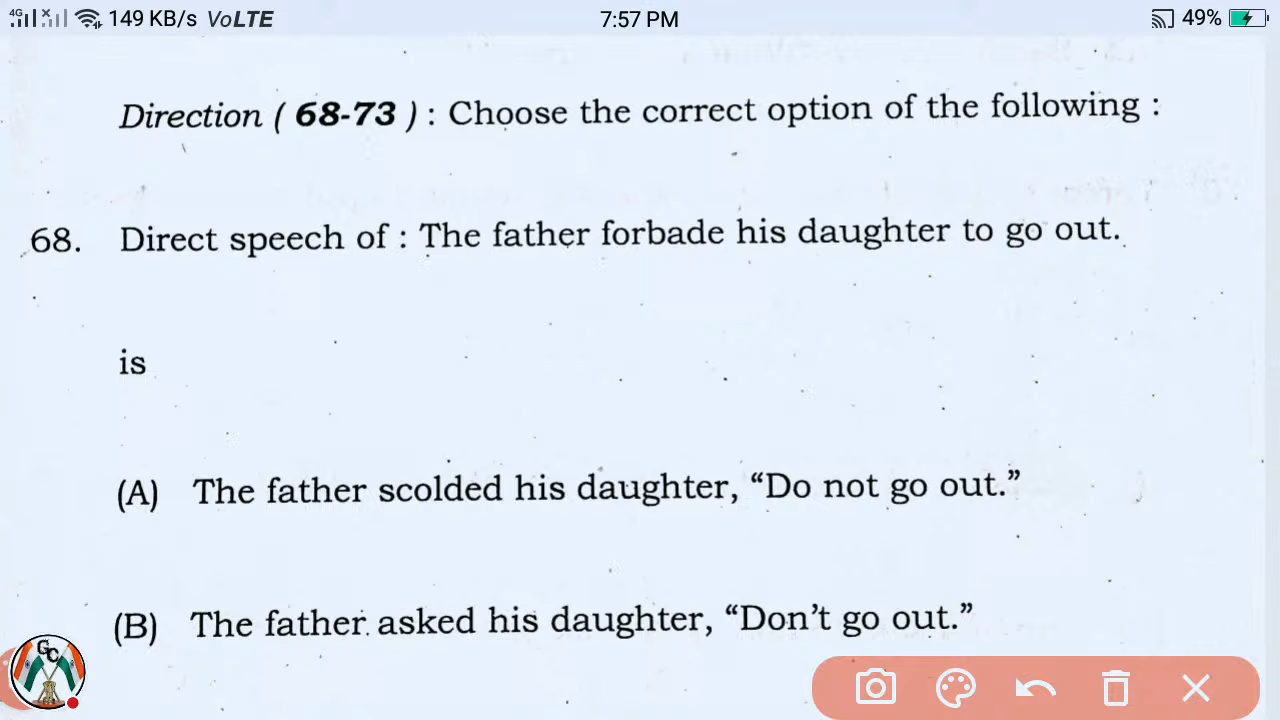 4G 149 KB/s VoLTE 7:57 PM 49%
Direction ( 68-73 ) : Choose the correct option of the following :
68. Direct speech of : The father forbade his daughter to go out.
is
(A) The father scolded his daughter, “Do not go out.”
(B) The father asked his daughter, “Don’t go out.”
GC